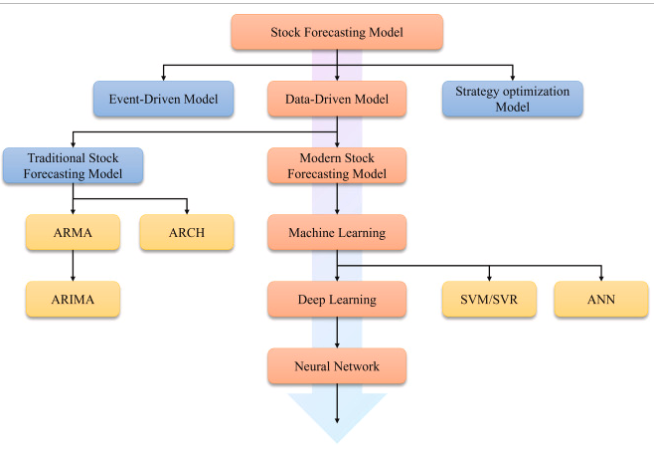 Stock Forecasting Model
Event-Driven Model
Data-Driven Model
Strategy optimization
Model
Traditional Stock
Forecasting Model
Modern Stock
Forecasting Model
ARMA
ARCH
Machine Learning
ARIMA
Deep Learning
SVM/SVR
ANN
Neural Network